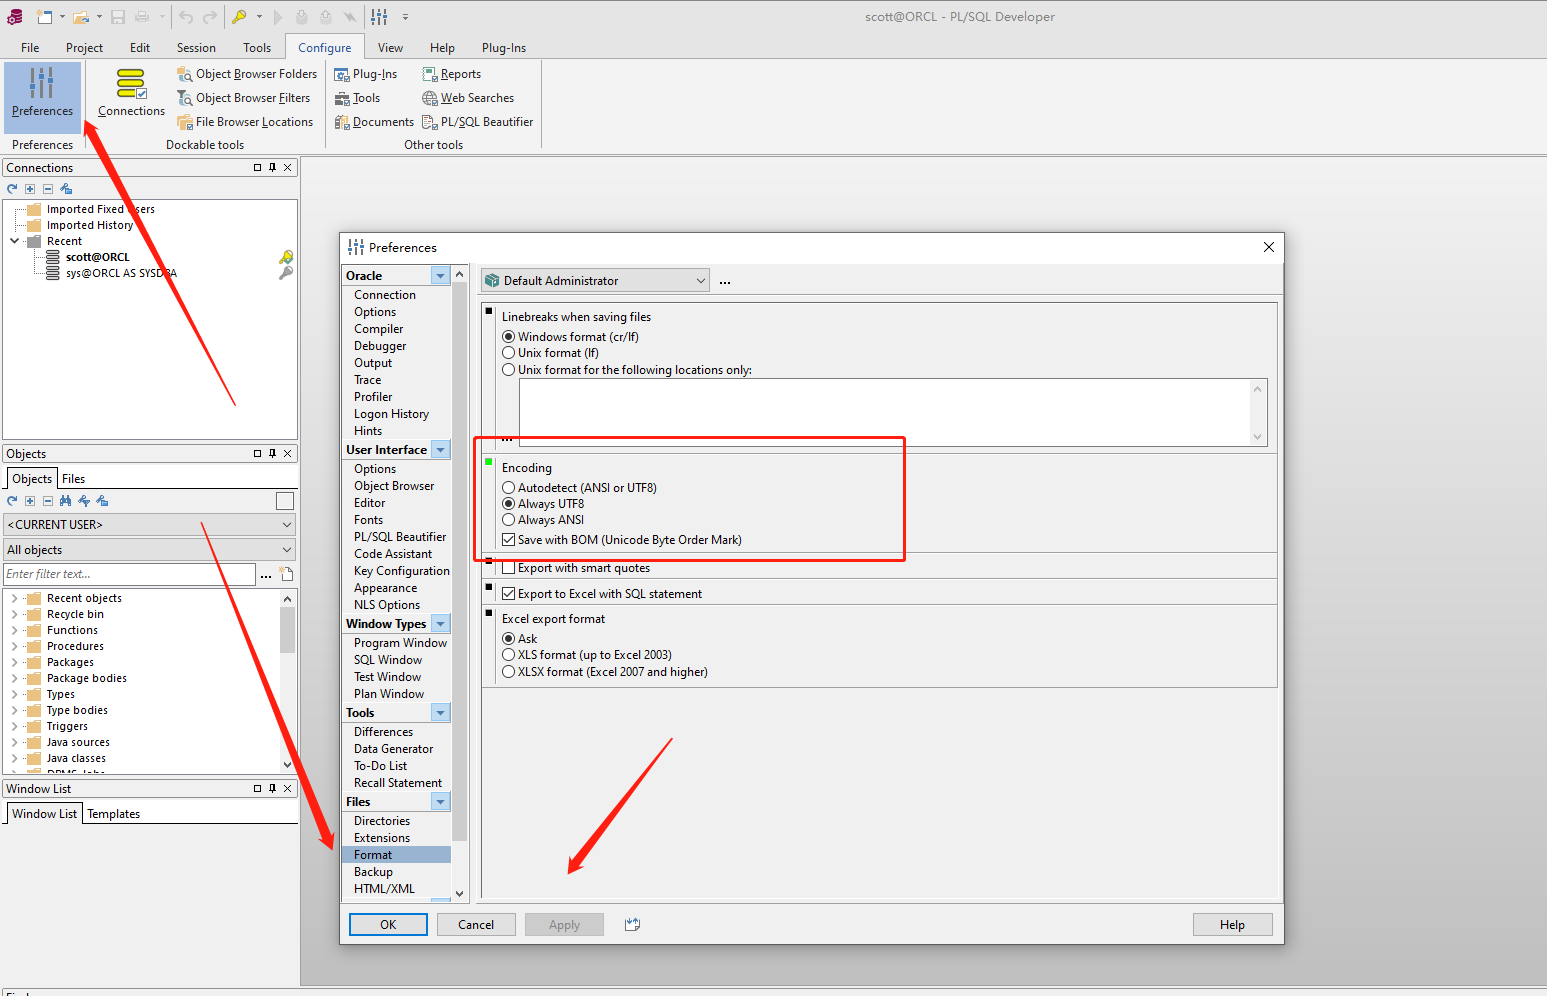 scott@ORCL - PL/SQL Developer
File Project Edit Session Tools Configure View Help Plug-Ins
Preferences
Connections
Object Browser Folders
Object Browser Filters
File Browser Locations
Plug-Ins
Tools
Documents
Reports
Web Searches
PL/SQL Beautifier
Preferences
Dockable tools
Other tools
Connections
Imported Fixed Users
Imported History
Recent
scott@ORCL
sys@ORCL AS SYSDBA
Objects
Objects Files
<CURRENT USER>
All objects
Enter filter text...
Recent objects
Recycle bin
Functions
Procedures
Packages
Package bodies
Types
Type bodies
Triggers
Java sources
Java classes
Window List
Window List Templates
Preferences
Oracle
Connection
Options
Compiler
Debugger
Output
Trace
Profiler
Logon History
Hints
User Interface
Options
Object Browser
Editor
Fonts
PL/SQL Beautifier
Code Assistant
Key Configuration
Appearance
NLS Options
Window Types
Program Window
SQL Window
Test Window
Plan Window
Tools
Differences
Data Generator
To-Do List
Recall Statement
Files
Directories
Extensions
Format
Backup
HTML/XML
Default Administrator
...
Linebreaks when saving files
Windows format (cr/lf)
Unix format (lf)
Unix format for the following locations only:
...
Encoding
Autodetect (ANSI or UTF8)
Always UTF8
Always ANSI
Save with BOM (Unicode Byte Order Mark)
Export with smart quotes
Export to Excel with SQL statement
Excel export format
Ask
XLS format (up to Excel 2003)
XLSX format (Excel 2007 and higher)
OK Cancel Apply Help